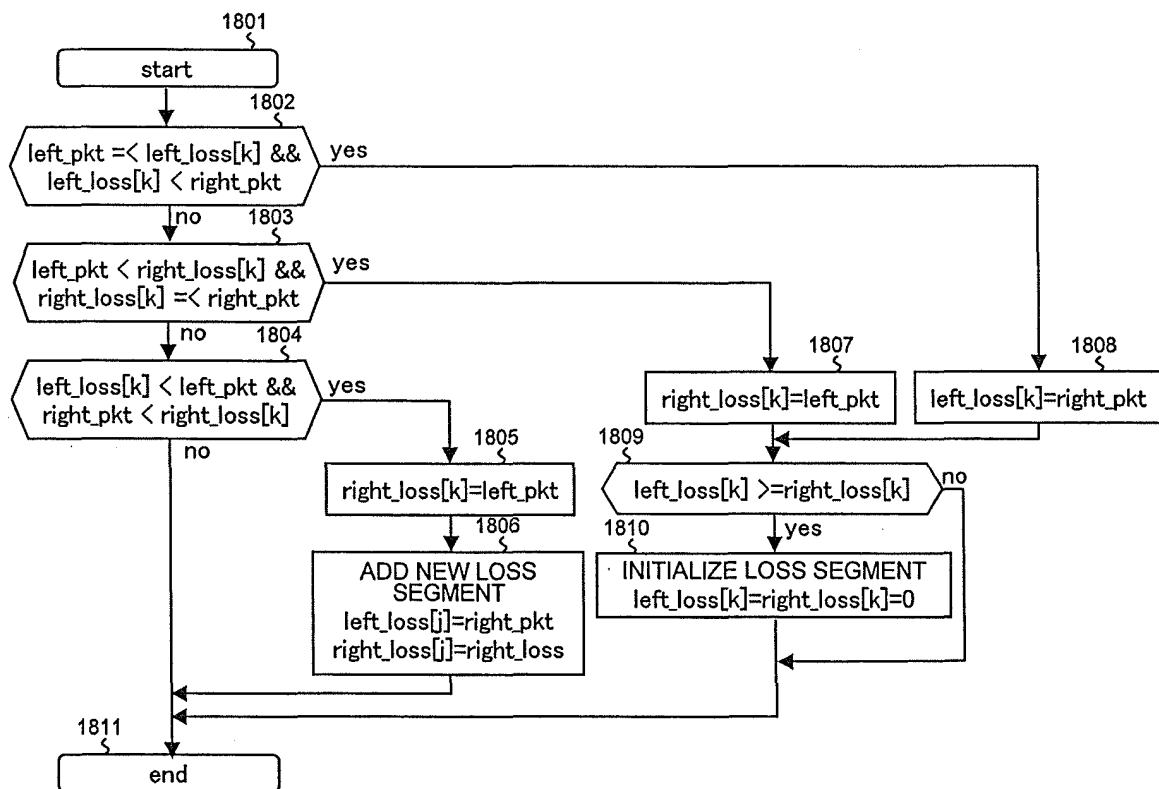 1801
start
1802
left_pkt =< left_loss[k] &&
left_loss[k] < right_pkt
yes
no
1803
left_pkt < right_loss[k] &&
right_loss[k] =< right_pkt
yes
no
1804
left_loss[k] < left_pkt &&
right_pkt < right_loss[k]
yes
no
1805
right_loss[k]=left_pkt
1806
ADD NEW LOSS
SEGMENT
left_loss[j]=right_pkt
right_loss[j]=right_loss
1807
right_loss[k]=left_pkt
1808
left_loss[k]=right_pkt
1809
left_loss[k] >=right_loss[k]
no
yes
1810
INITIALIZE LOSS SEGMENT
left_loss[k]=right_loss[k]=0
1811
end